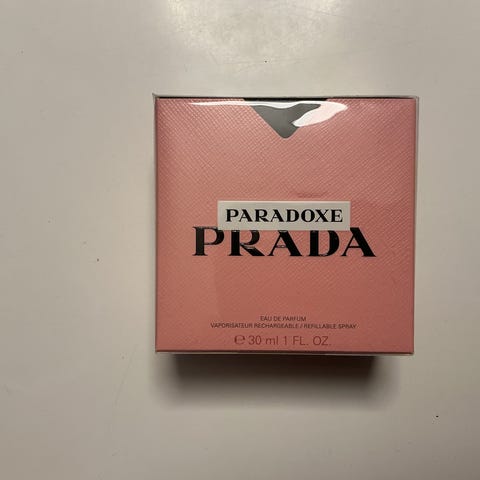 PARADOXE
PRADA
EAU DE PARFUM
VAPORISATEUR RECHARGEABLE / REFILLABLE SPRAY
℮ 30 ml 1 FL. OZ.